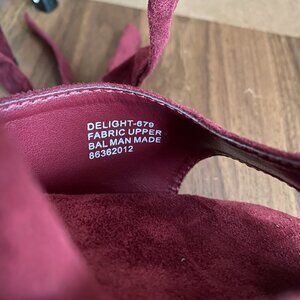 DELIGHT-679
FABRIC UPPER
BAL MAN MADE
86362012